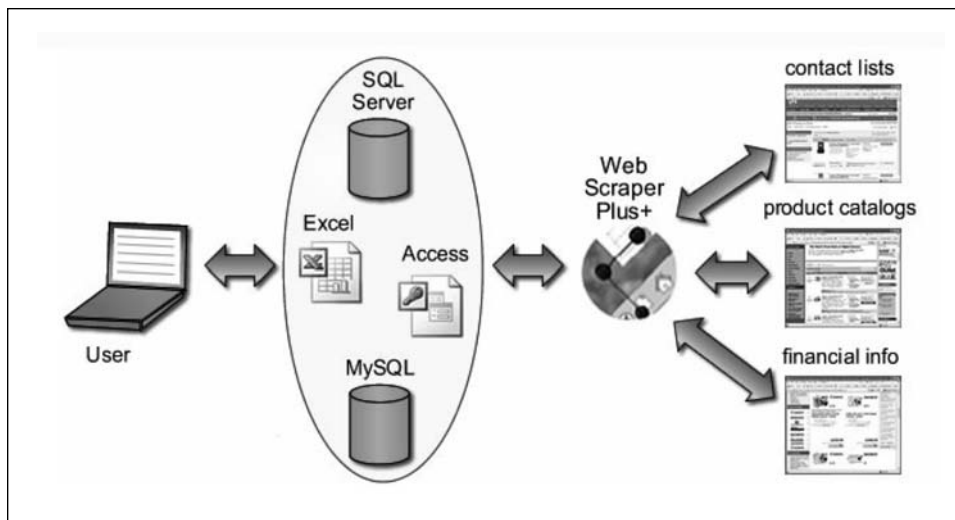 SQL
Server
Excel
Access
MySQL
User
Web
Scraper
Plus+
contact lists
product catalogs
financial info